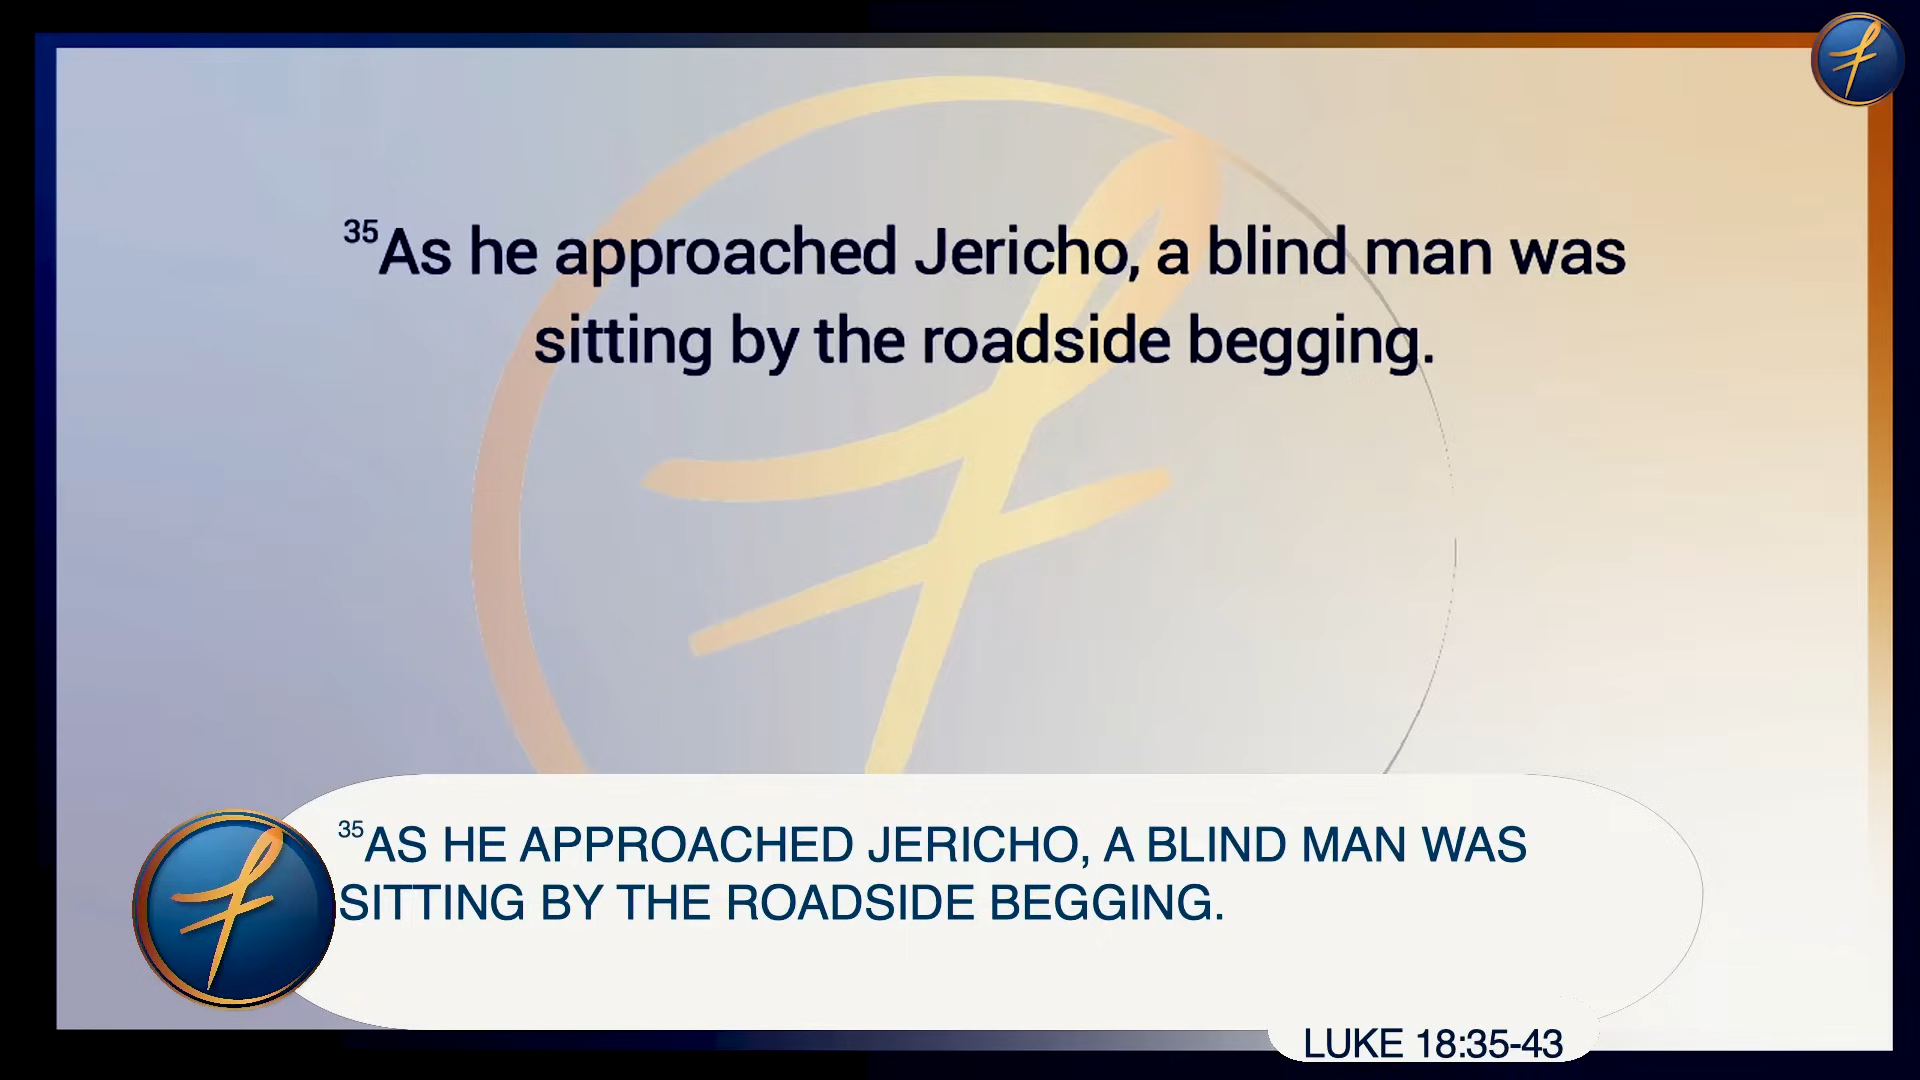 ³⁵As he approached Jericho, a blind man was
sitting by the roadside begging.
³⁵AS HE APPROACHED JERICHO, A BLIND MAN WAS
SITTING BY THE ROADSIDE BEGGING.
LUKE 18:35-43